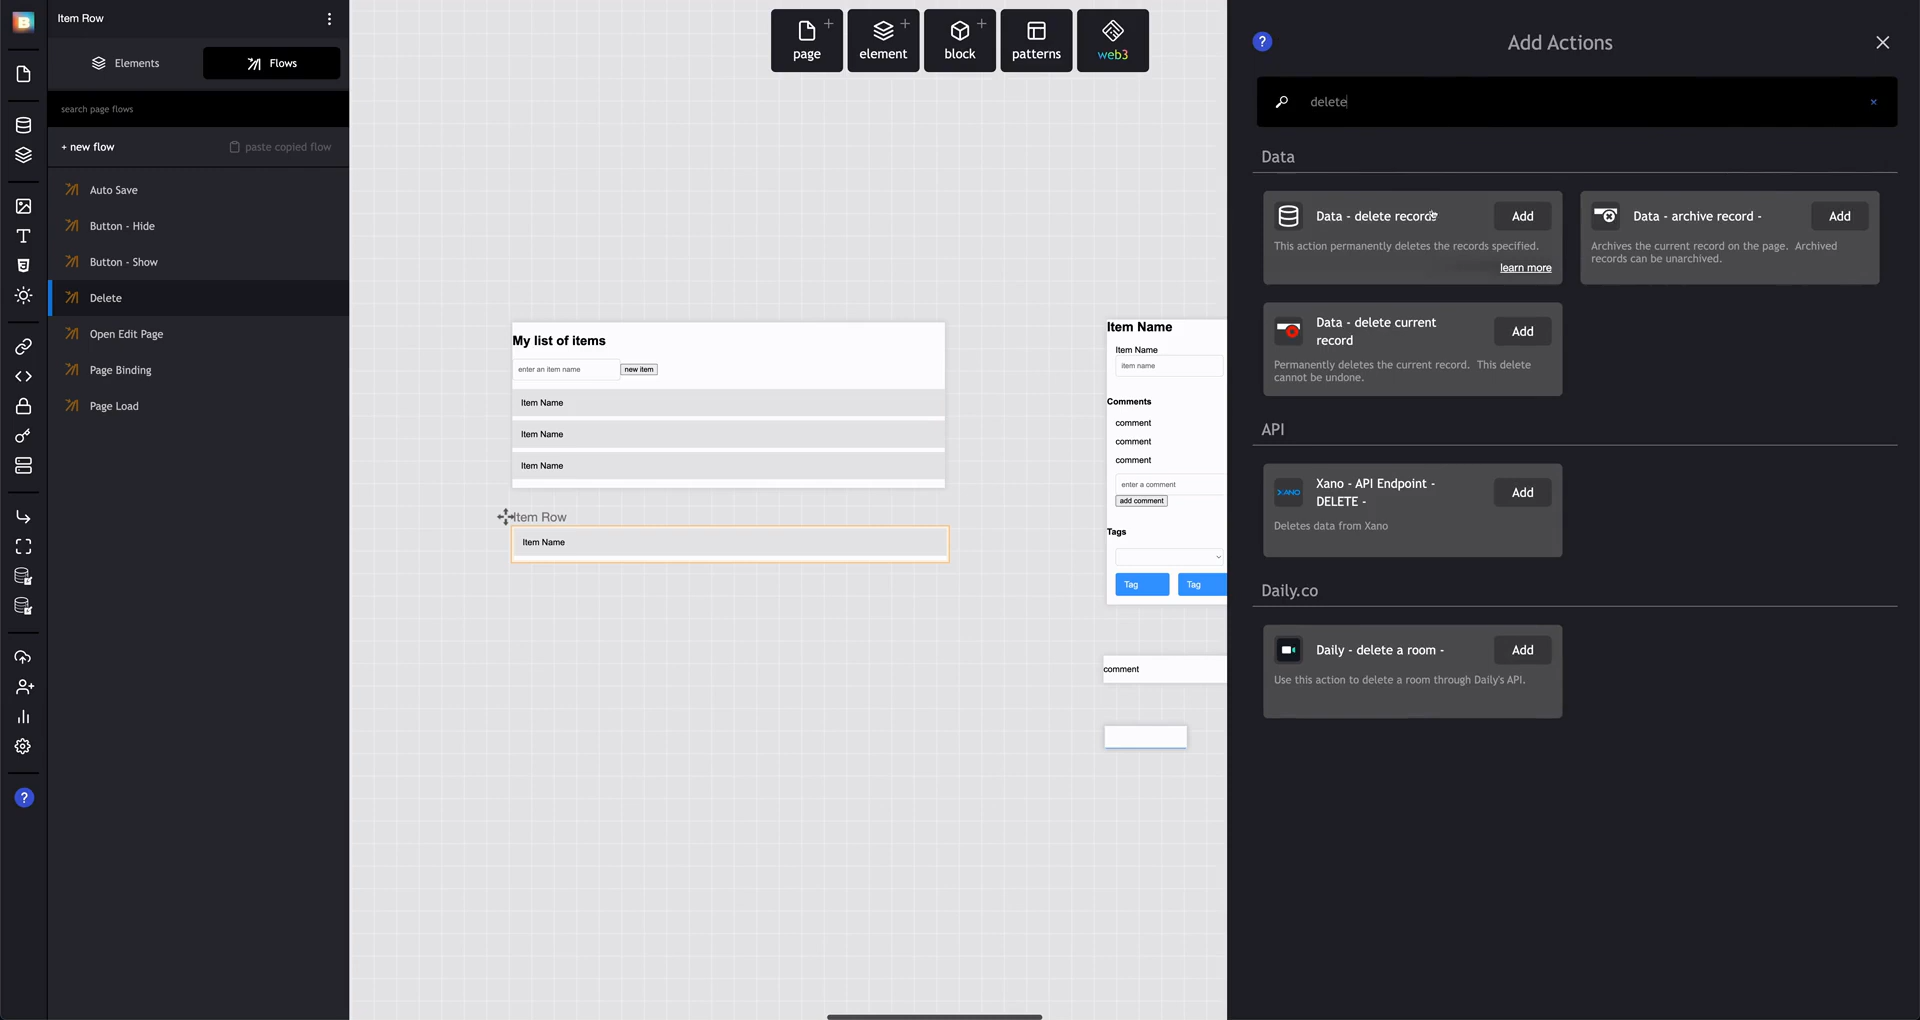 Item Row
Elements
Flows
search page flows
+ new flow
paste copied flow
Auto Save
Button - Hide
Button - Show
Delete
Open Edit Page
Page Binding
Page Load
?
page
element
block
patterns
web3
My list of items
enter an item name
new item
Item Name
Item Name
Item Name
Item Row
Item Name
Item Name
Item Name
item name
Comments
comment
comment
comment
enter a comment
add comment
Tags
Tag
Tag
comment
?
Add Actions
delete
Data
Data - delete records
Add
This action permanently deletes the records specified.
learn more
Data - archive record -
Add
Archives the current record on the page. Archived
records can be unarchived.
Data - delete current
record
Add
Permanently deletes the current record. This delete
cannot be undone.
API
XANO
Xano - API Endpoint -
DELETE -
Add
Deletes data from Xano
Daily.co
Daily - delete a room -
Add
Use this action to delete a room through Daily's API.